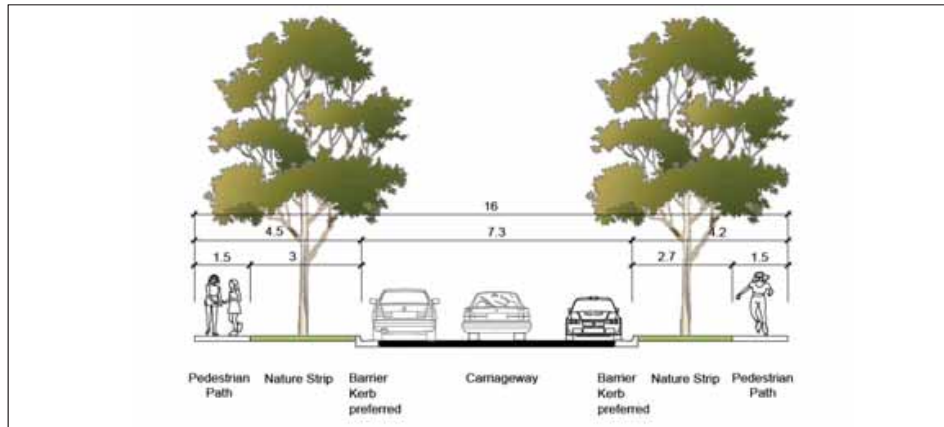 16
4.5 7.3 4.2
1.5 3 2.7 1.5
Pedestrian Path
Nature Strip
Barrier Kerb preferred
Carriageway
Barrier Kerb preferred
Nature Strip
Pedestrian Path